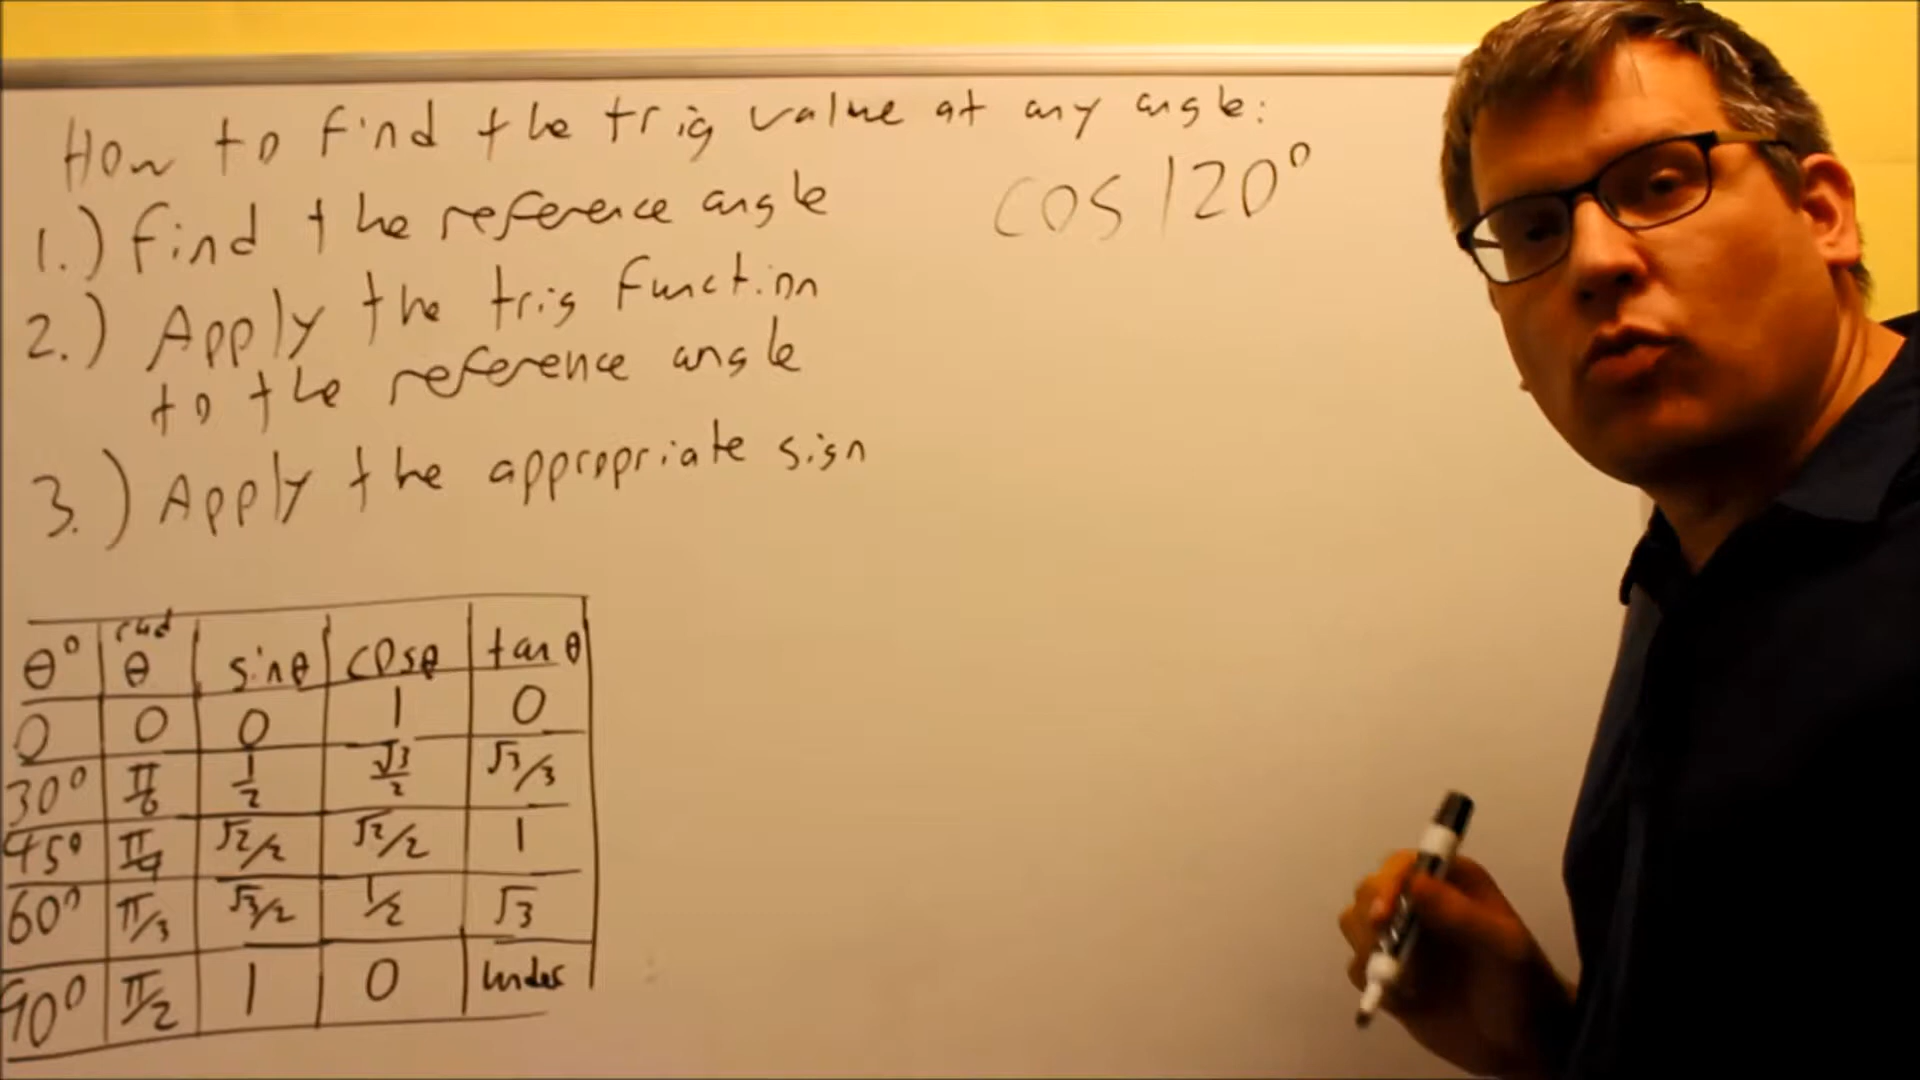 How to find the trig value at any angle:
cos 120°
1.) Find the reference angle
2.) Apply the trig function
to the reference angle
3.) Apply the appropriate sign
θ° rad θ sinθ cosθ tanθ
0 0 0 1 0
30° π/6 1/2 √3/2 √3/3
45° π/4 √2/2 √2/2 1
60° π/3 √3/2 1/2 √3
90° π/2 1 0 undef